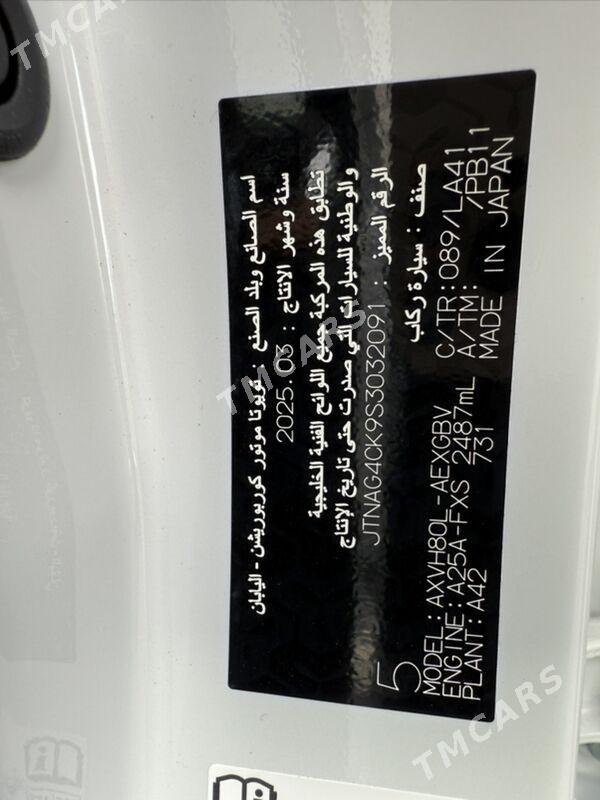 اسم الصانع وبلد الصنع : تويوتا موتور كوربوريشن - اليابان
سنة وشهر الانتاج : 2025.03
تطابق هذه المركبة جميع اللوائح الفنية الخليجية
والوطنية للسيارات التي صدرت حتى تاريخ الإنتاج
الرقم المميز : JTNAG4CK9S3032091
صنف : سيارة ركاب
5
MODEL: AXVH80L-AEXGBV C/TR: 089/LA411
ENGINE: A25A-FXS 2487mL A/TM: /PB11
PLANT: A42 731 MADE IN JAPAN
TMCARS
TMCARS
TMCARS